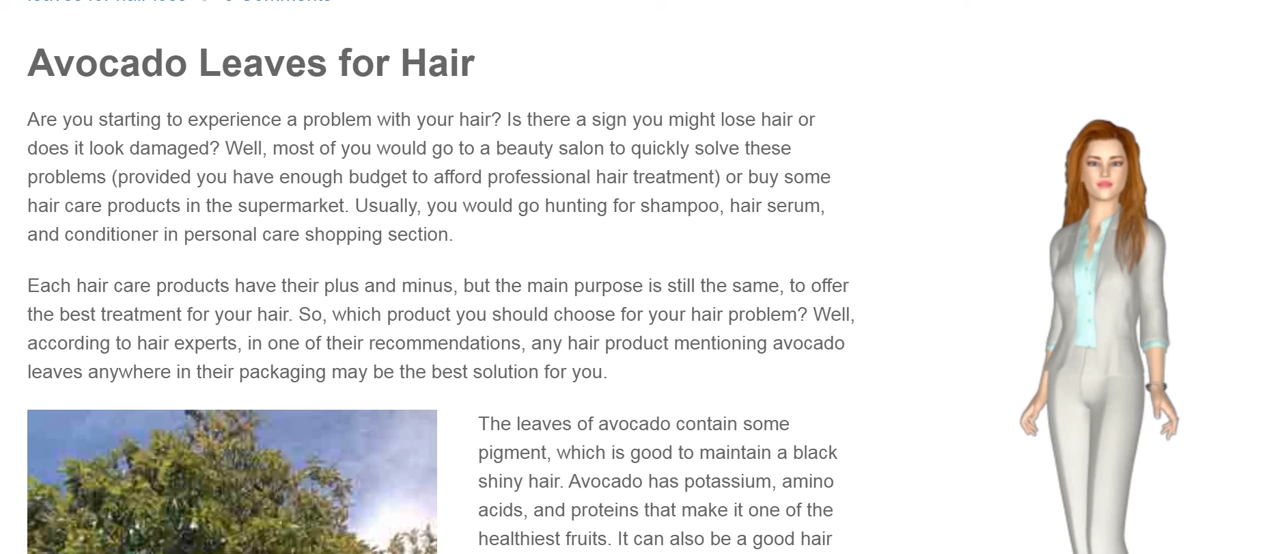 Avocado Leaves for Hair
Are you starting to experience a problem with your hair? Is there a sign you might lose hair or
does it look damaged? Well, most of you would go to a beauty salon to quickly solve these
problems (provided you have enough budget to afford professional hair treatment) or buy some
hair care products in the supermarket. Usually, you would go hunting for shampoo, hair serum,
and conditioner in personal care shopping section.
Each hair care products have their plus and minus, but the main purpose is still the same, to offer
the best treatment for your hair. So, which product you should choose for your hair problem? Well,
according to hair experts, in one of their recommendations, any hair product mentioning avocado
leaves anywhere in their packaging may be the best solution for you.
The leaves of avocado contain some
pigment, which is good to maintain a black
shiny hair. Avocado has potassium, amino
acids, and proteins that make it one of the
healthiest fruits. It can also be a good hair